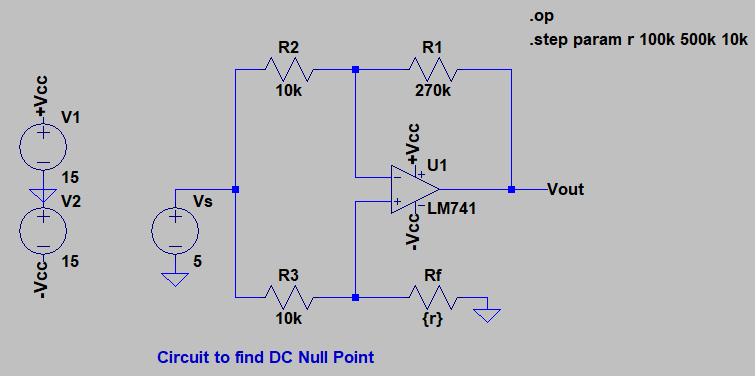 .op
.step param r 100k 500k 10k
R2
R1
10k
270k
+Vcc
V1
15
V2
15
-Vcc
Vs
5
+Vcc
U1
LM741
-Vcc
Vout
R3
Rf
10k
{r}
Circuit to find DC Null Point